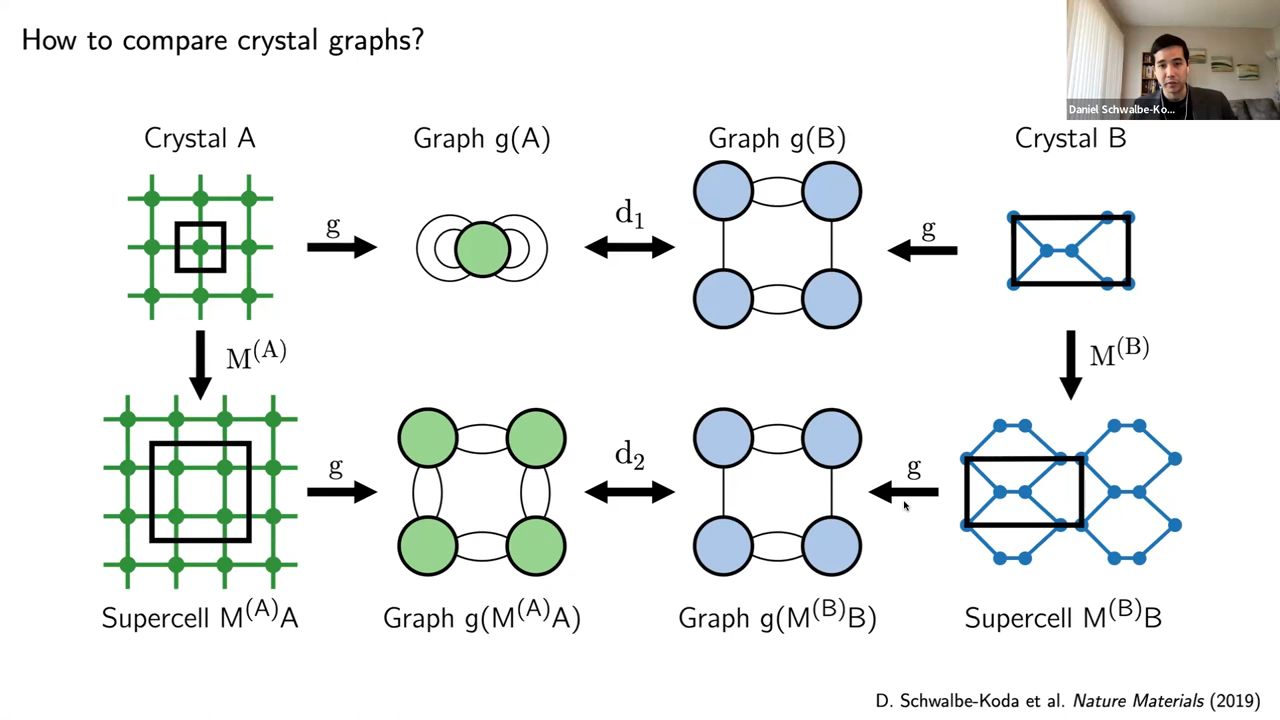 How to compare crystal graphs?
Daniel Schwalbe-Ko...
Crystal A
Graph g(A)
Graph g(B)
Crystal B
g
d₁
g
M⁽ᴬ⁾
M⁽ᴮ⁾
g
d₂
g
Supercell M⁽ᴬ⁾A
Graph g(M⁽ᴬ⁾A)
Graph g(M⁽ᴮ⁾B)
Supercell M⁽ᴮ⁾B
D. Schwalbe-Koda et al. Nature Materials (2019)